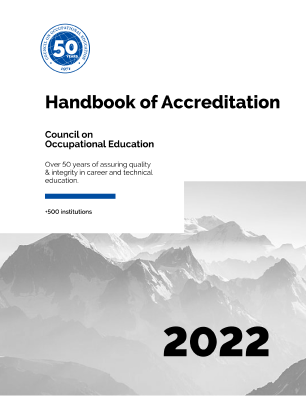 COUNCIL ON OCCUPATIONAL EDUCATION
50
YEARS
Handbook of Accreditation
Council on
Occupational Education
Over 50 years of assuring quality
& integrity in career and technical
education.
+500 institutions
2022